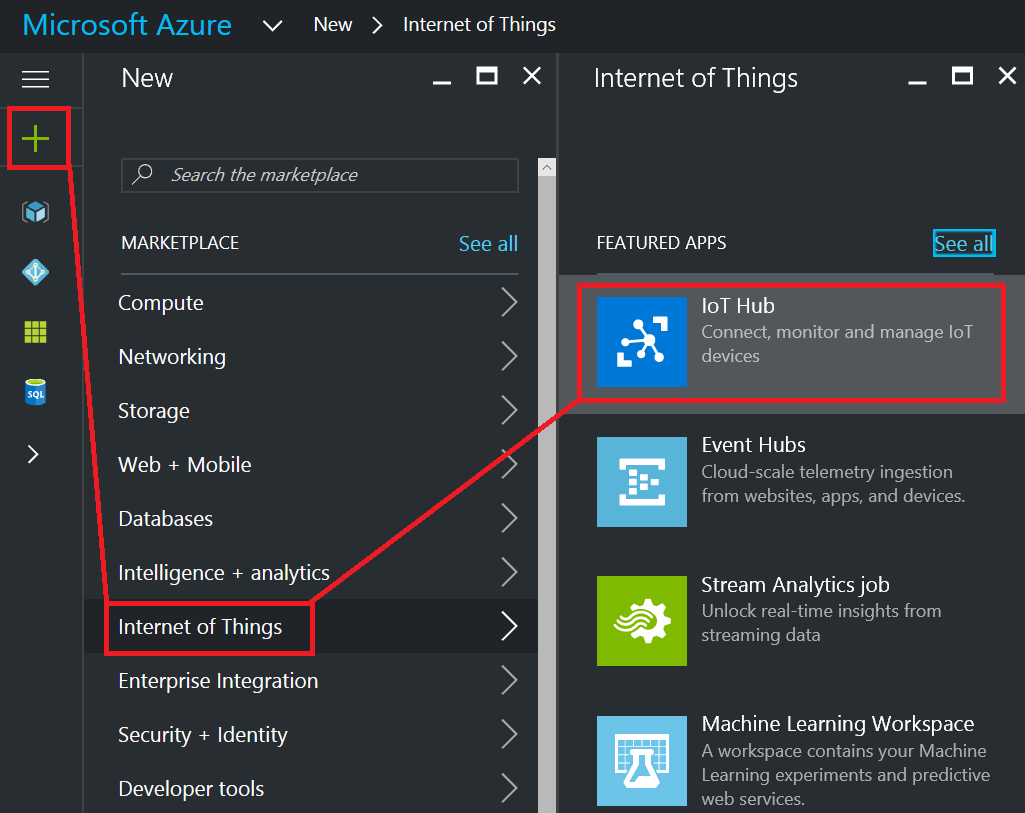 Microsoft Azure New Internet of Things
New
Search the marketplace
MARKETPLACE See all
Compute
Networking
Storage
Web + Mobile
Databases
Intelligence + analytics
Internet of Things
Enterprise Integration
Security + Identity
Developer tools
SQL
Internet of Things
FEATURED APPS See all
IoT Hub
Connect, monitor and manage IoT
devices
Event Hubs
Cloud-scale telemetry ingestion
from websites, apps, and devices.
Stream Analytics job
Unlock real-time insights from
streaming data
Machine Learning Workspace
A workspace contains your Machine
Learning experiments and predictive
web services.